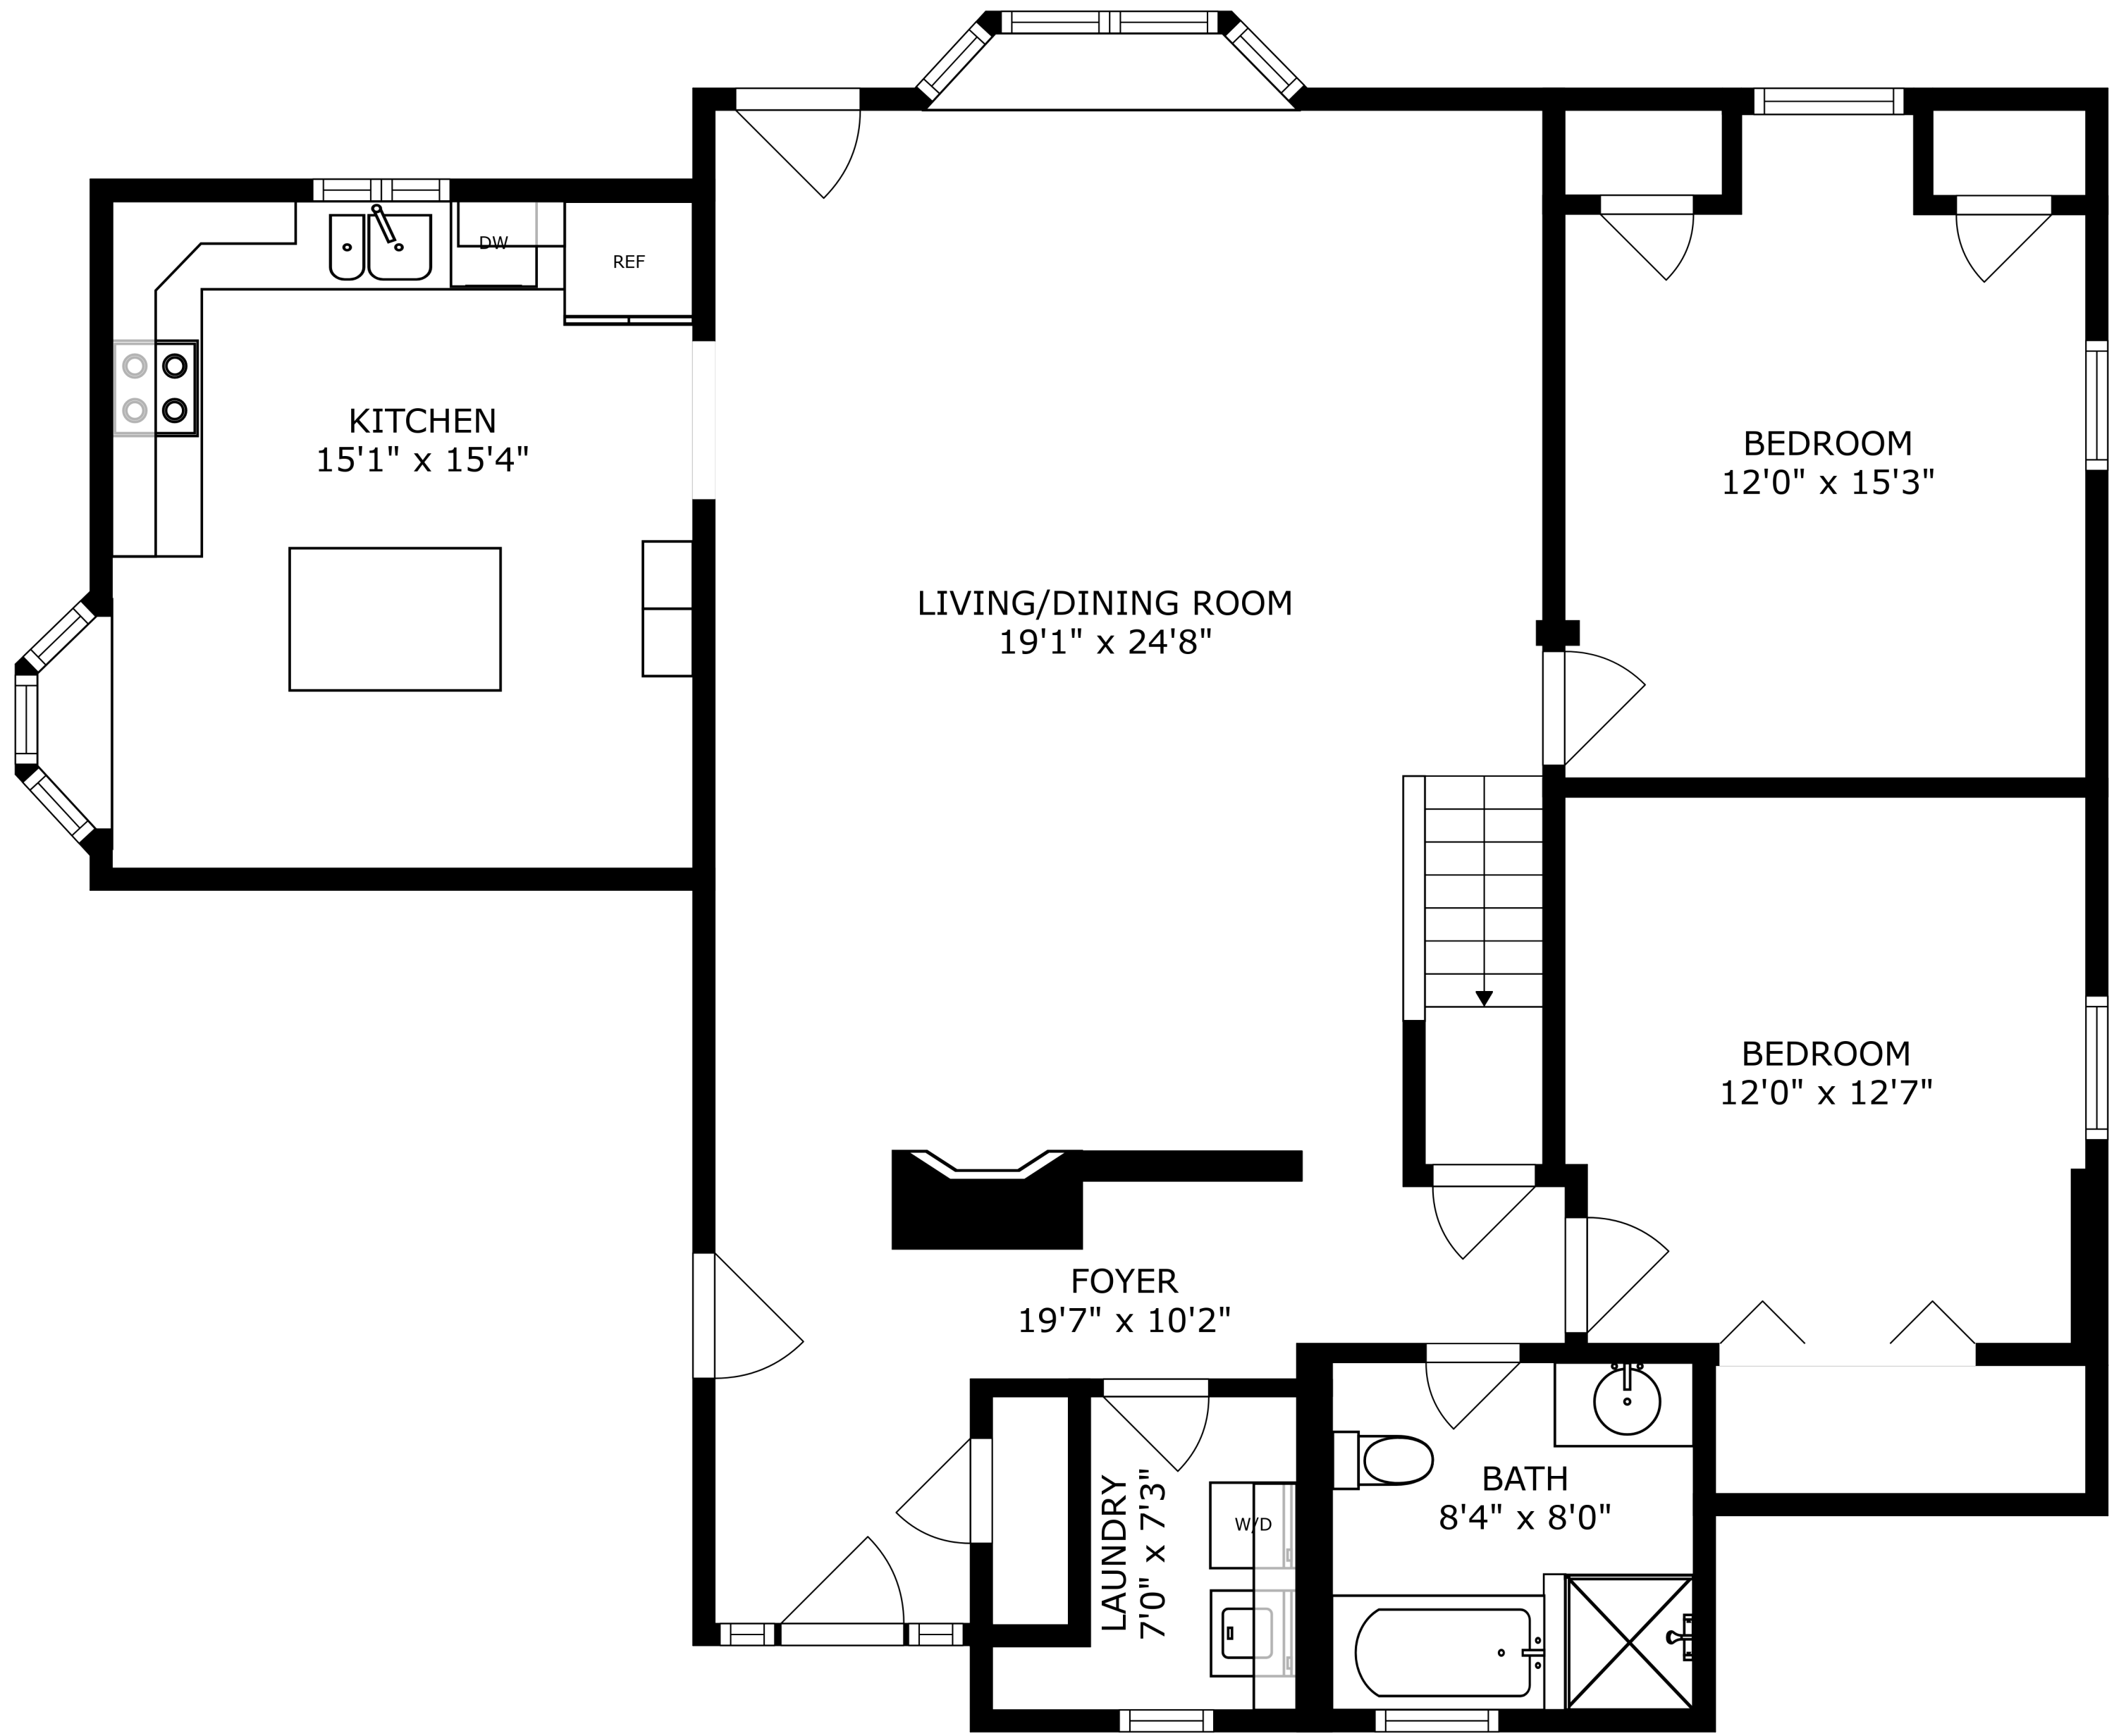 DW
REF
KITCHEN
15'1" x 15'4"
BEDROOM
12'0" x 15'3"
LIVING/DINING ROOM
19'1" x 24'8"
BEDROOM
12'0" x 12'7"
FOYER
19'7" x 10'2"
LAUNDRY
7'0" x 7'3"
W/D
BATH
8'4" x 8'0"